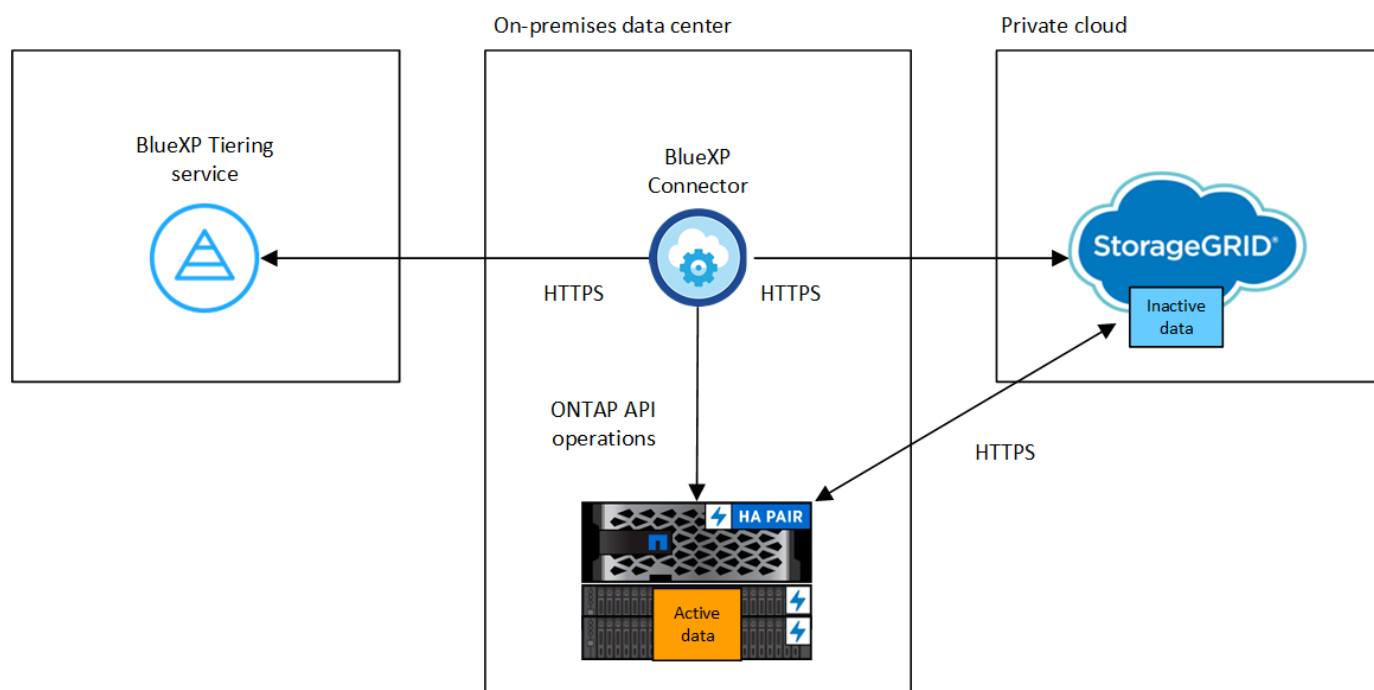 On-premises data center
Private cloud
BlueXP Tiering
service
BlueXP
Connector
StorageGRID®
Inactive
data
HTTPS
HTTPS
ONTAP API
operations
HTTPS
HA PAIR
Active
data